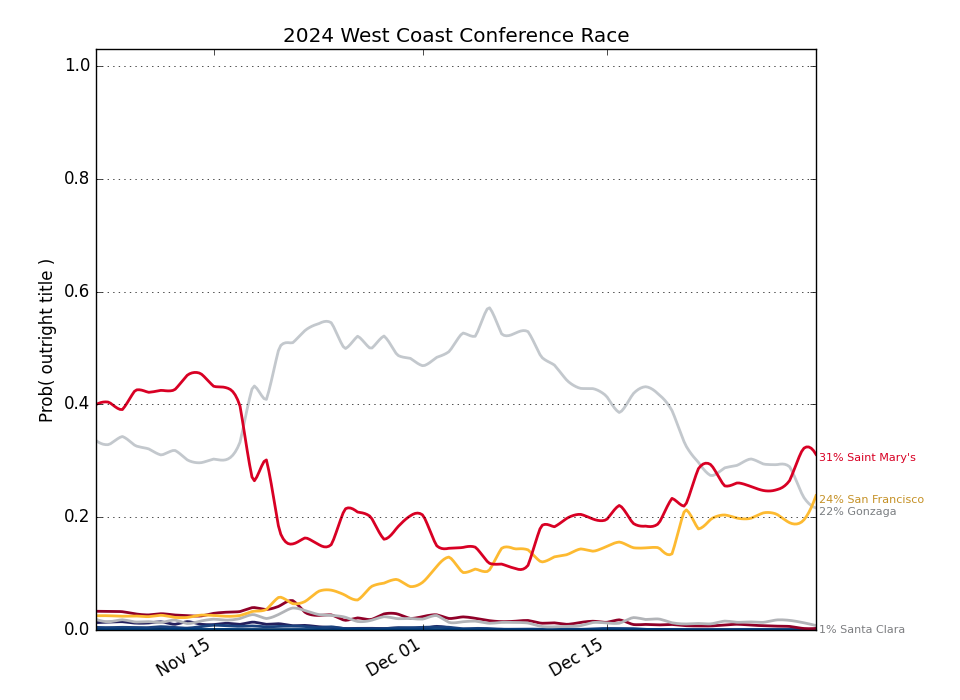 2024 West Coast Conference Race
1.0
0.8
0.6
0.4
0.2
0.0
Prob( outright title )
31% Saint Mary's
24% San Francisco
22% Gonzaga
1% Santa Clara
Nov 15
Dec 01
Dec 15